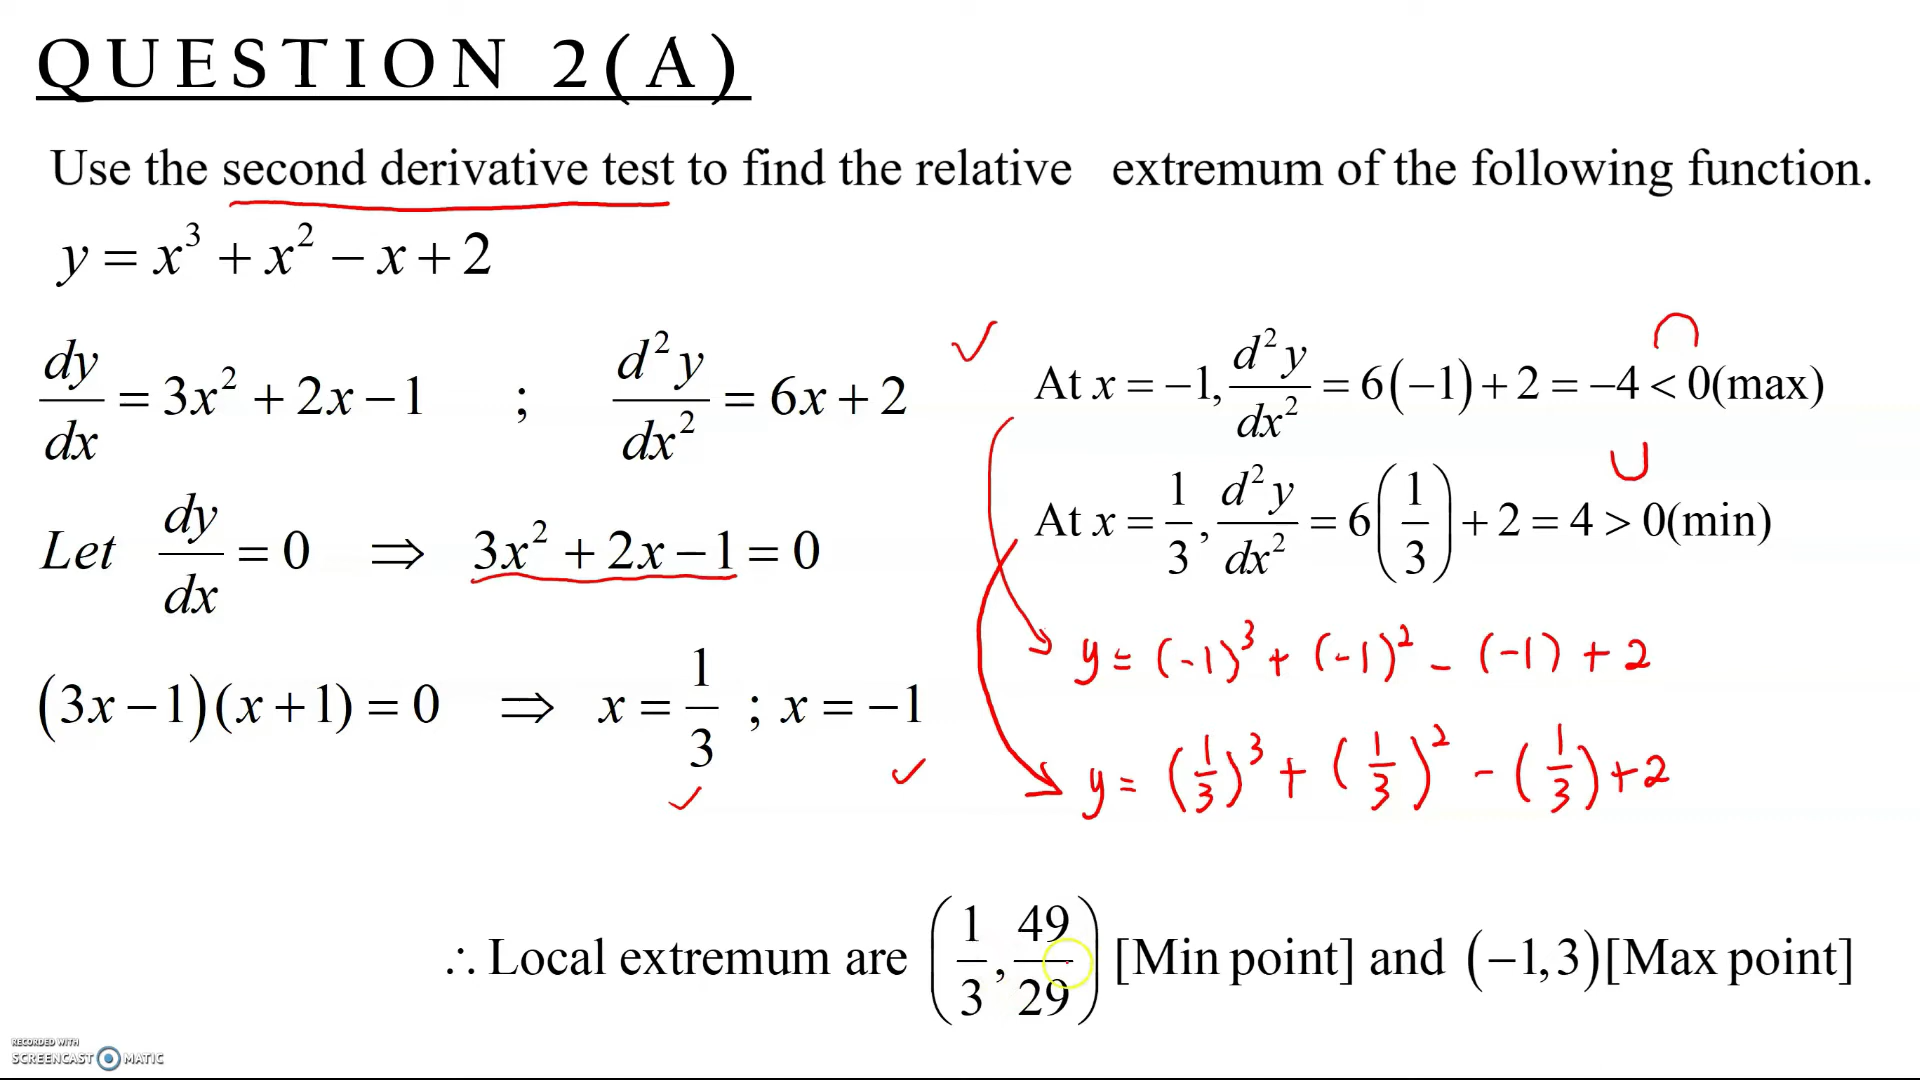 QUESTION 2(A)
Use the second derivative test to find the relative extremum of the following function.
y = x³ + x² − x + 2
dy/dx = 3x² + 2x − 1 ; d²y/dx² = 6x + 2
Let dy/dx = 0 ⇒ 3x² + 2x − 1 = 0
(3x − 1)(x + 1) = 0 ⇒ x = 1/3 ; x = −1
At x = −1, d²y/dx² = 6(−1) + 2 = −4 < 0(max)
At x = 1/3, d²y/dx² = 6(1/3) + 2 = 4 > 0(min)
y = (-1)³ + (-1)² - (-1) + 2
y = (1/3)³ + (1/3)² - (1/3) + 2
∴ Local extremum are (1/3, 49/29) [Min point] and (−1,3)[Max point]
RECORDED WITH
SCREENCAST MATIC